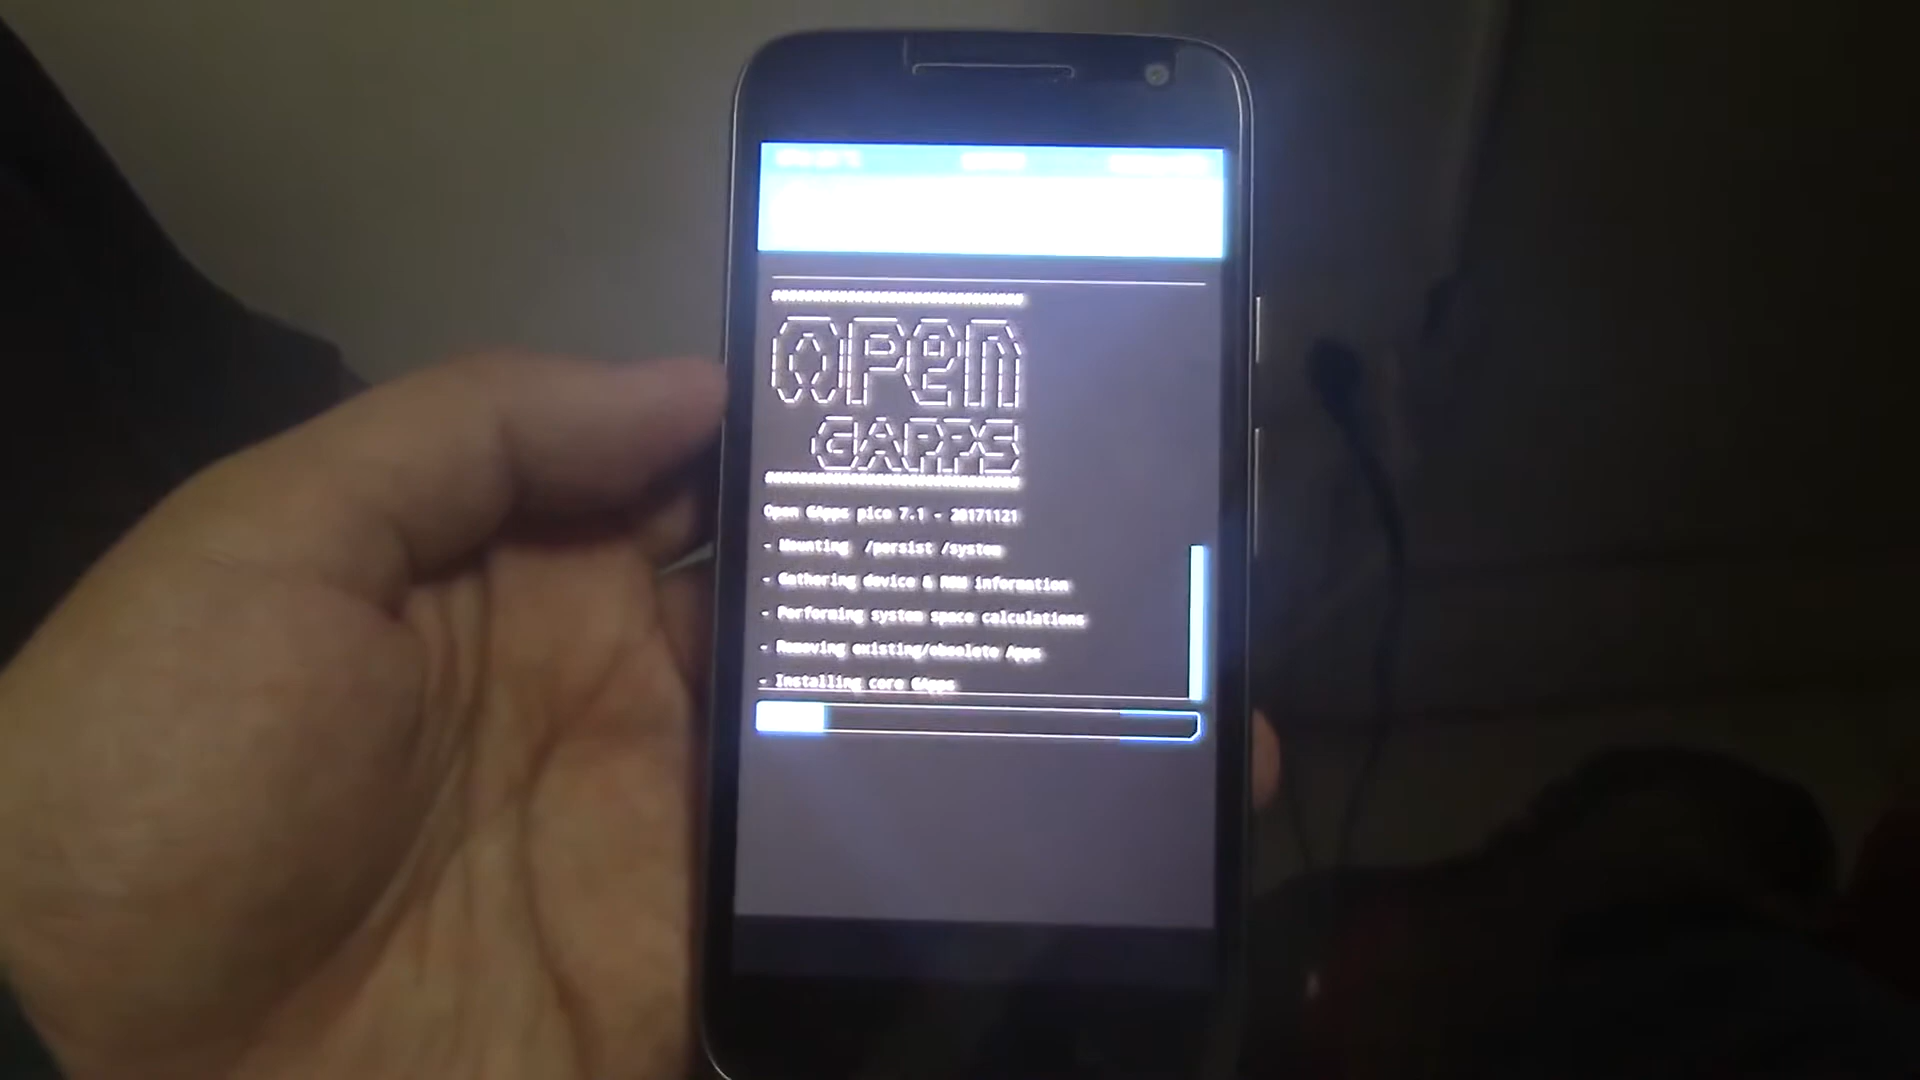 OPEN
GAPPS
Open GApps pico 7.1 - 20171121
- Mounting /persist /system
- Gathering device & ROM information
- Performing system space calculations
- Removing existing/obsolete Apps
- Installing core GApps